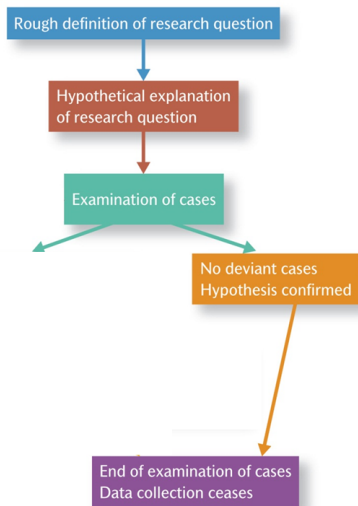 Rough definition of research question
Hypothetical explanation
of research question
Examination of cases
No deviant cases
Hypothesis confirmed
End of examination of cases
Data collection ceases